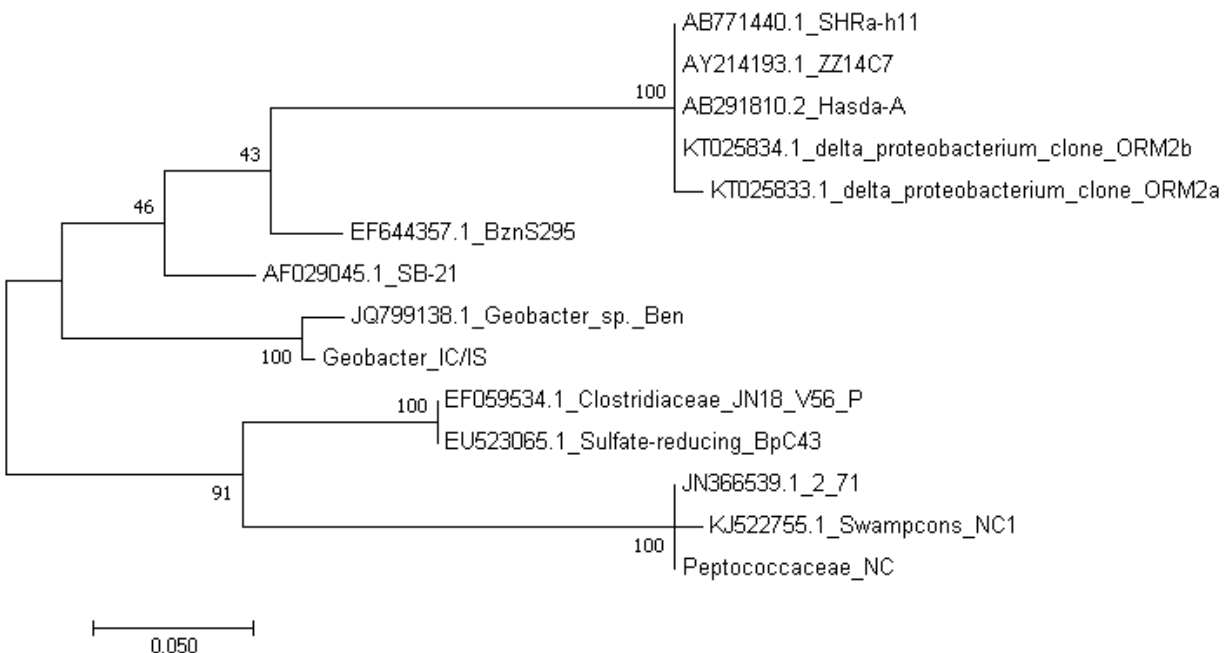 AB771440.1_SHRa-h11
AY214193.1_ZZ14C7
100
AB291810.2_Hasda-A
KT025834.1_delta_proteobacterium_clone_ORM2b
43
KT025833.1_delta_proteobacterium_clone_ORM2a
46
EF644357.1_BznS295
AF029045.1_SB-21
JQ799138.1_Geobacter_sp._Ben
100
Geobacter_IC/IS
EF059534.1_Clostridiaceae_JN18_V56_P
100
EU523065.1_Sulfate-reducing_BpC43
JN366539.1_2_71
91
KJ522755.1_Swampcons_NC1
100
Peptococcaceae_NC
0.050